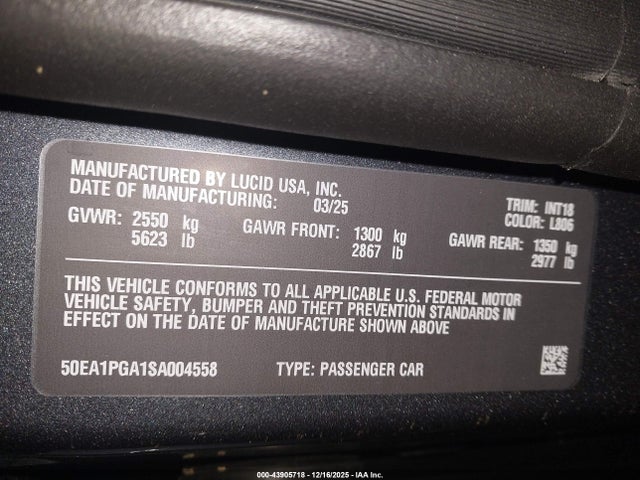 MANUFACTURED BY LUCID USA, INC.
DATE OF MANUFACTURING: 03/25
TRIM: INT18
COLOR: L806
GVWR: 2550 kg GAWR FRONT: 1300 kg GAWR REAR: 1350 kg
5623 lb 2867 lb 2977 lb
THIS VEHICLE CONFORMS TO ALL APPLICABLE U.S. FEDERAL MOTOR
VEHICLE SAFETY, BUMPER AND THEFT PREVENTION STANDARDS IN
EFFECT ON THE DATE OF MANUFACTURE SHOWN ABOVE
50EA1PGA1SA004558 TYPE: PASSENGER CAR
000-43905718 - 12/16/2025 - IAA Inc.